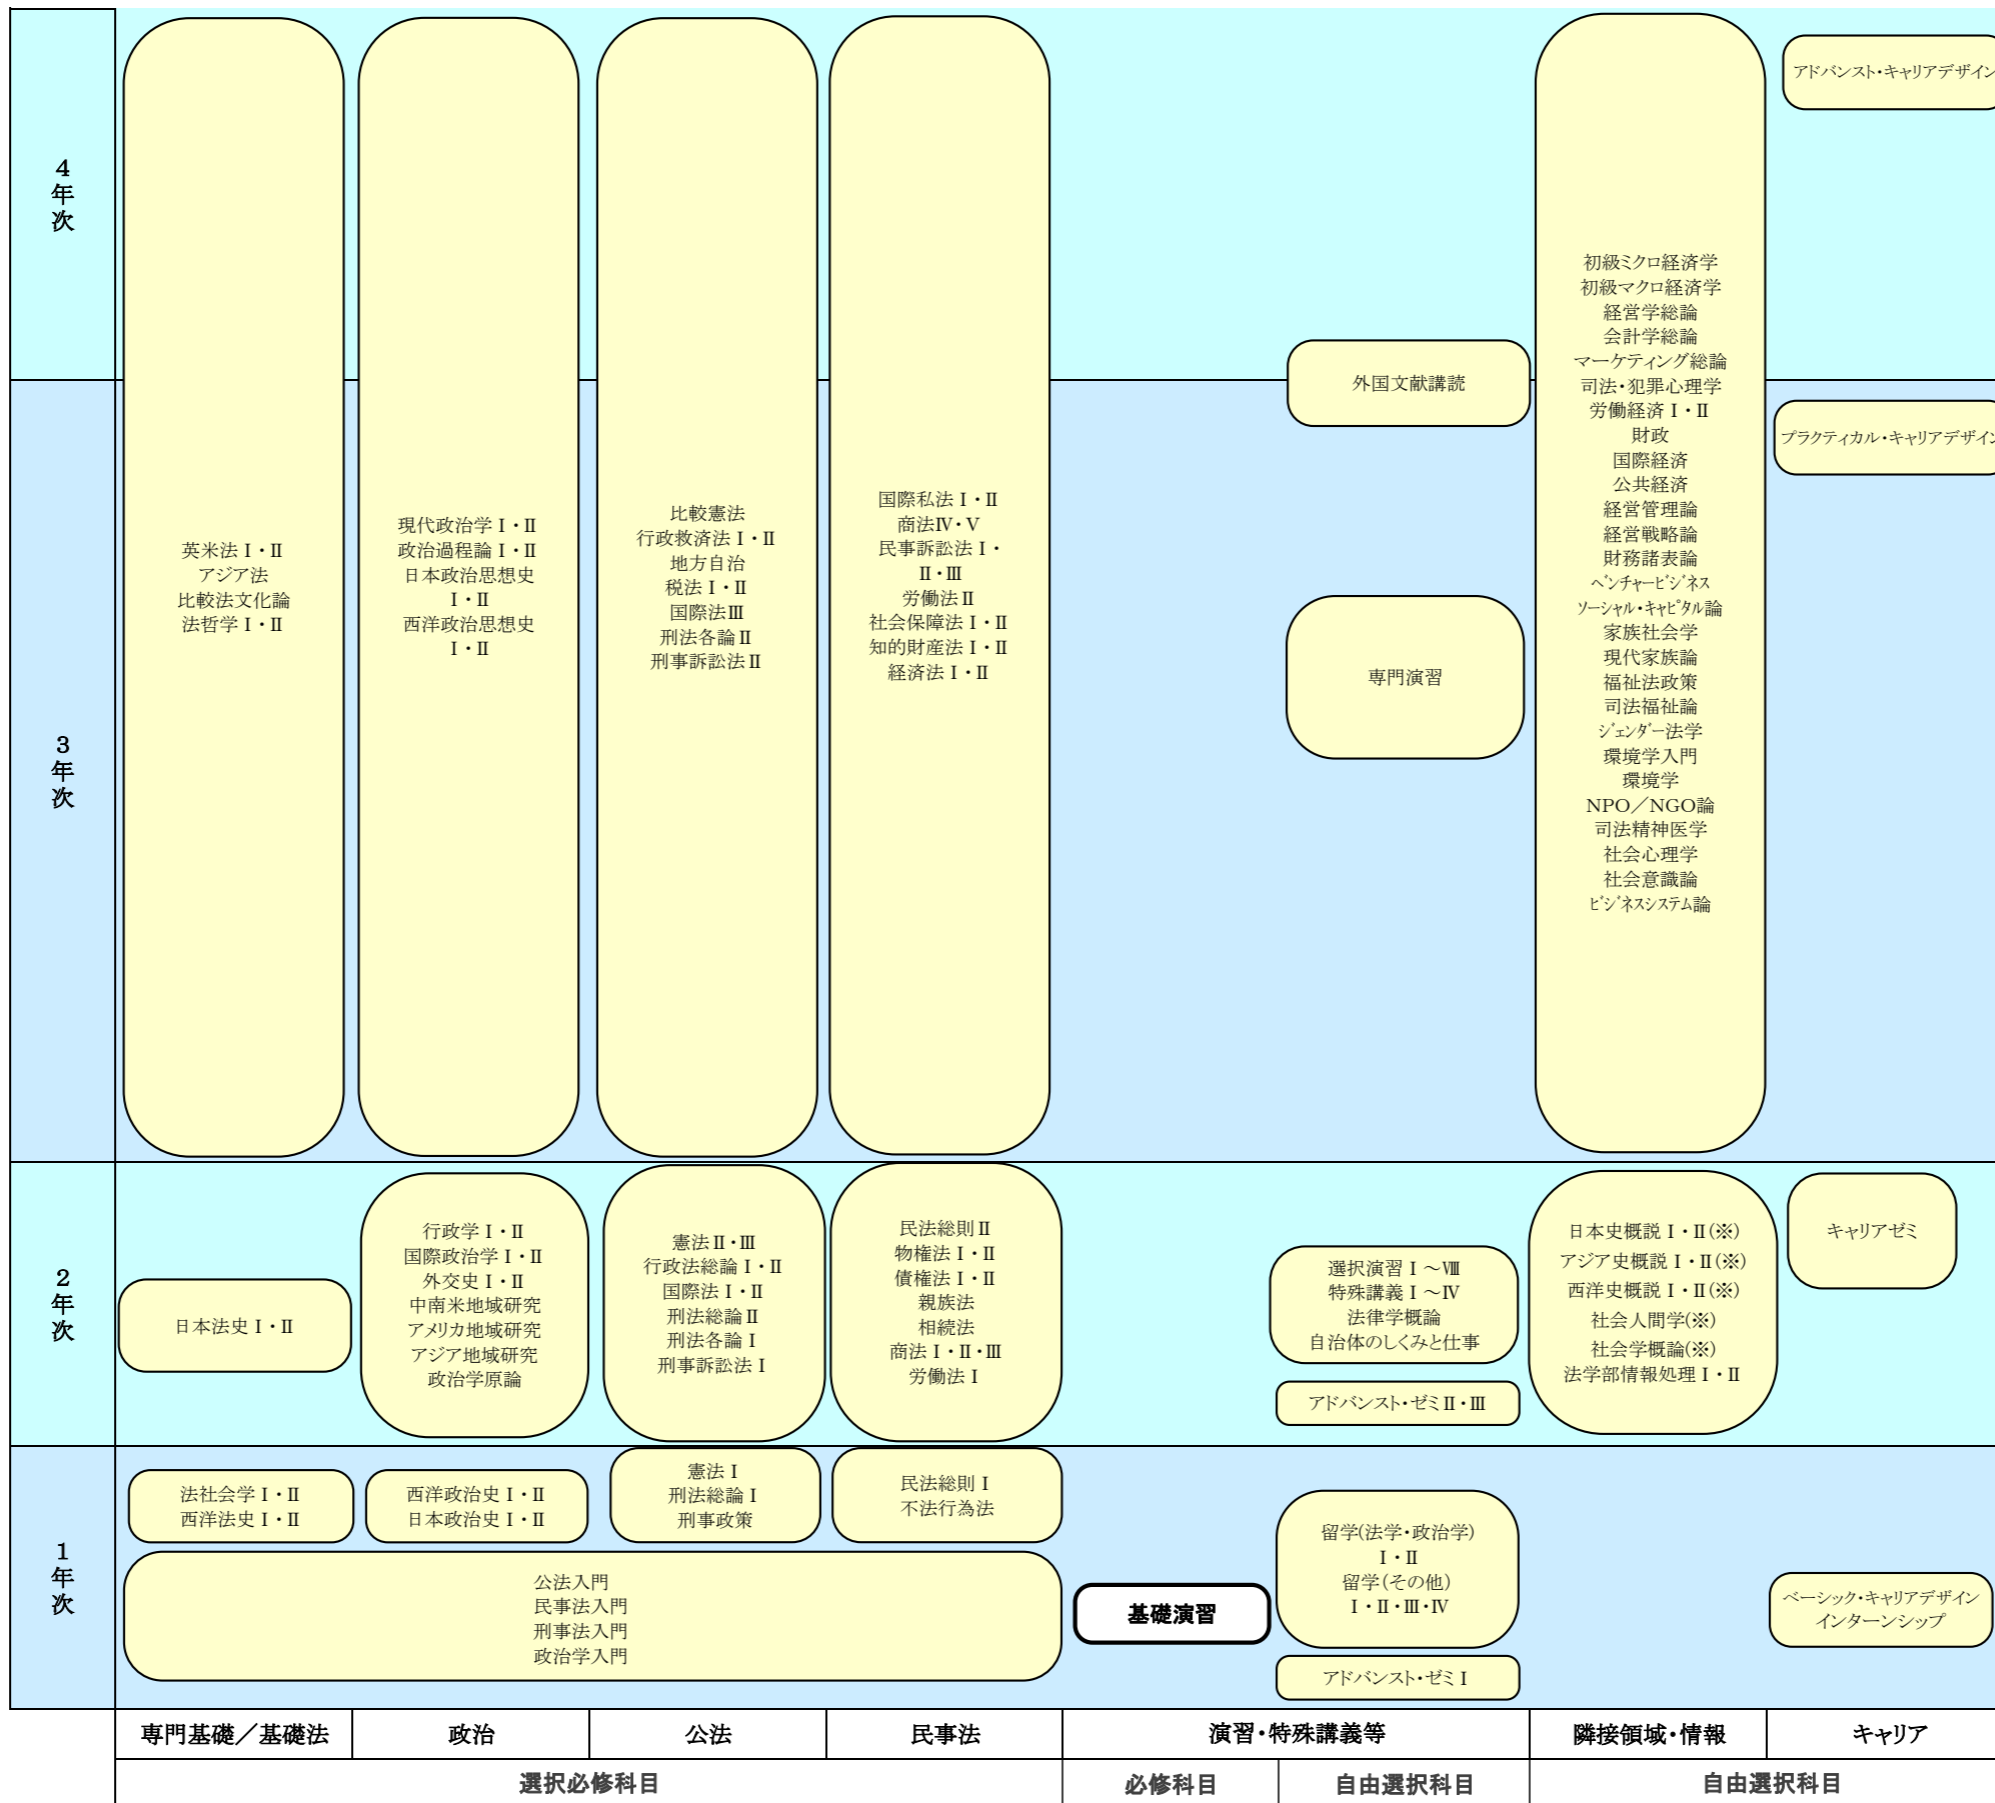 4年次
英米法Ⅰ・Ⅱ
アジア法
比較法文化論
法哲学Ⅰ・Ⅱ
現代政治学Ⅰ・Ⅱ
政治過程論Ⅰ・Ⅱ
日本政治思想史
Ⅰ・Ⅱ
西洋政治思想史
Ⅰ・Ⅱ
比較憲法
行政救済法Ⅰ・Ⅱ
地方自治
税法Ⅰ・Ⅱ
国際法Ⅲ
刑法各論Ⅱ
刑事訴訟法Ⅱ
国際私法Ⅰ・Ⅱ
商法Ⅳ・Ⅴ
民事訴訟法Ⅰ・
Ⅱ・Ⅲ
労働法Ⅱ
社会保障法Ⅰ・Ⅱ
知的財産法Ⅰ・Ⅱ
経済法Ⅰ・Ⅱ
外国文献講読
専門演習
初級ミクロ経済学
初級マクロ経済学
経営学総論
会計学総論
マーケティング総論
司法・犯罪心理学
労働経済Ⅰ・Ⅱ
財政
国際経済
公共経済
経営管理論
経営戦略論
財務諸表論
ベンチャービジネス
ソーシャル・キャピタル論
家族社会学
現代家族論
福祉法政策
司法福祉論
ジェンダー法学
環境学入門
環境学
NPO／NGO論
司法精神医学
社会心理学
社会意識論
ビジネスシステム論
アドバンスト・キャリアデザイン
プラクティカル・キャリアデザイン
3年次
2年次
日本法史Ⅰ・Ⅱ
行政学Ⅰ・Ⅱ
国際政治学Ⅰ・Ⅱ
外交史Ⅰ・Ⅱ
中南米地域研究
アメリカ地域研究
アジア地域研究
政治学原論
憲法Ⅱ・Ⅲ
行政法総論Ⅰ・Ⅱ
国際法Ⅰ・Ⅱ
刑法総論Ⅱ
刑法各論Ⅰ
刑事訴訟法Ⅰ
民法総則Ⅱ
物権法Ⅰ・Ⅱ
債権法Ⅰ・Ⅱ
親族法
相続法
商法Ⅰ・Ⅱ・Ⅲ
労働法Ⅰ
選択演習Ⅰ～Ⅷ
特殊講義Ⅰ～Ⅳ
法律学概論
自治体のしくみと仕事
アドバンスト・ゼミⅡ・Ⅲ
日本史概説Ⅰ・Ⅱ(※)
アジア史概説Ⅰ・Ⅱ(※)
西洋史概説Ⅰ・Ⅱ(※)
社会人間学(※)
社会学概論(※)
法学部情報処理Ⅰ・Ⅱ
キャリアゼミ
1年次
法社会学Ⅰ・Ⅱ
西洋法史Ⅰ・Ⅱ
西洋政治史Ⅰ・Ⅱ
日本政治史Ⅰ・Ⅱ
憲法Ⅰ
刑法総論Ⅰ
刑事政策
民法総則Ⅰ
不法行為法
公法入門
民事法入門
刑事法入門
政治学入門
基礎演習
留学(法学・政治学)
Ⅰ・Ⅱ
留学(その他)
Ⅰ・Ⅱ・Ⅲ・Ⅳ
アドバンスト・ゼミⅠ
ベーシック・キャリアデザイン
インターンシップ
専門基礎／基礎法
政治
公法
民事法
演習・特殊講義等
隣接領域・情報
キャリア
選択必修科目
必修科目
自由選択科目
自由選択科目